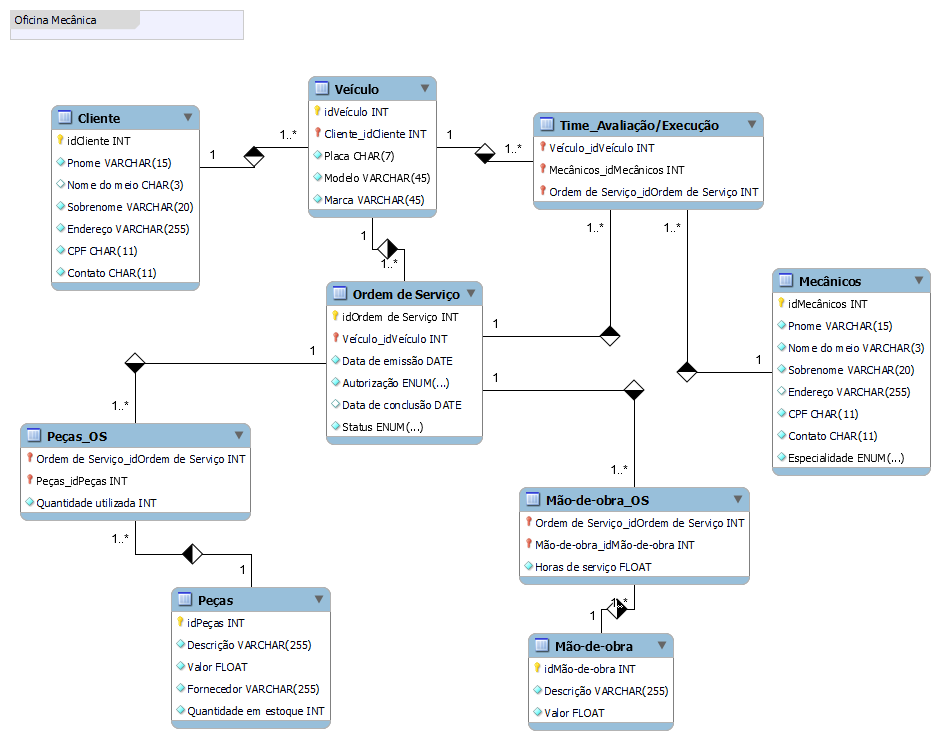 Oficina Mecânica
Cliente
idCliente INT
Pnome VARCHAR(15)
Nome do meio CHAR(3)
Sobrenome VARCHAR(20)
Endereço VARCHAR(255)
CPF CHAR(11)
Contato CHAR(11)
1
1..*
Veículo
idVeículo INT
Cliente_idCliente INT
Placa CHAR(7)
Modelo VARCHAR(45)
Marca VARCHAR(45)
1
1..*
Time_Avaliação/Execução
Veículo_idVeículo INT
Mecânicos_idMecânicos INT
Ordem de Serviço_idOrdem de Serviço INT
1
1..*
1..*
1..*
Ordem de Serviço
idOrdem de Serviço INT
Veículo_idVeículo INT
Data de emissão DATE
Autorização ENUM(...)
Data de conclusão DATE
Status ENUM(...)
1
1
1
1
Mecânicos
idMecânicos INT
Pnome VARCHAR(15)
Nome do meio VARCHAR(3)
Sobrenome VARCHAR(20)
Endereço VARCHAR(255)
CPF CHAR(11)
Contato CHAR(11)
Especialidade ENUM(...)
1..*
Peças_OS
Ordem de Serviço_idOrdem de Serviço INT
Peças_idPeças INT
Quantidade utilizada INT
1..*
1
1..*
Mão-de-obra_OS
Ordem de Serviço_idOrdem de Serviço INT
Mão-de-obra_idMão-de-obra INT
Horas de serviço FLOAT
1..*
1
Peças
idPeças INT
Descrição VARCHAR(255)
Valor FLOAT
Fornecedor VARCHAR(255)
Quantidade em estoque INT
Mão-de-obra
idMão-de-obra INT
Descrição VARCHAR(255)
Valor FLOAT